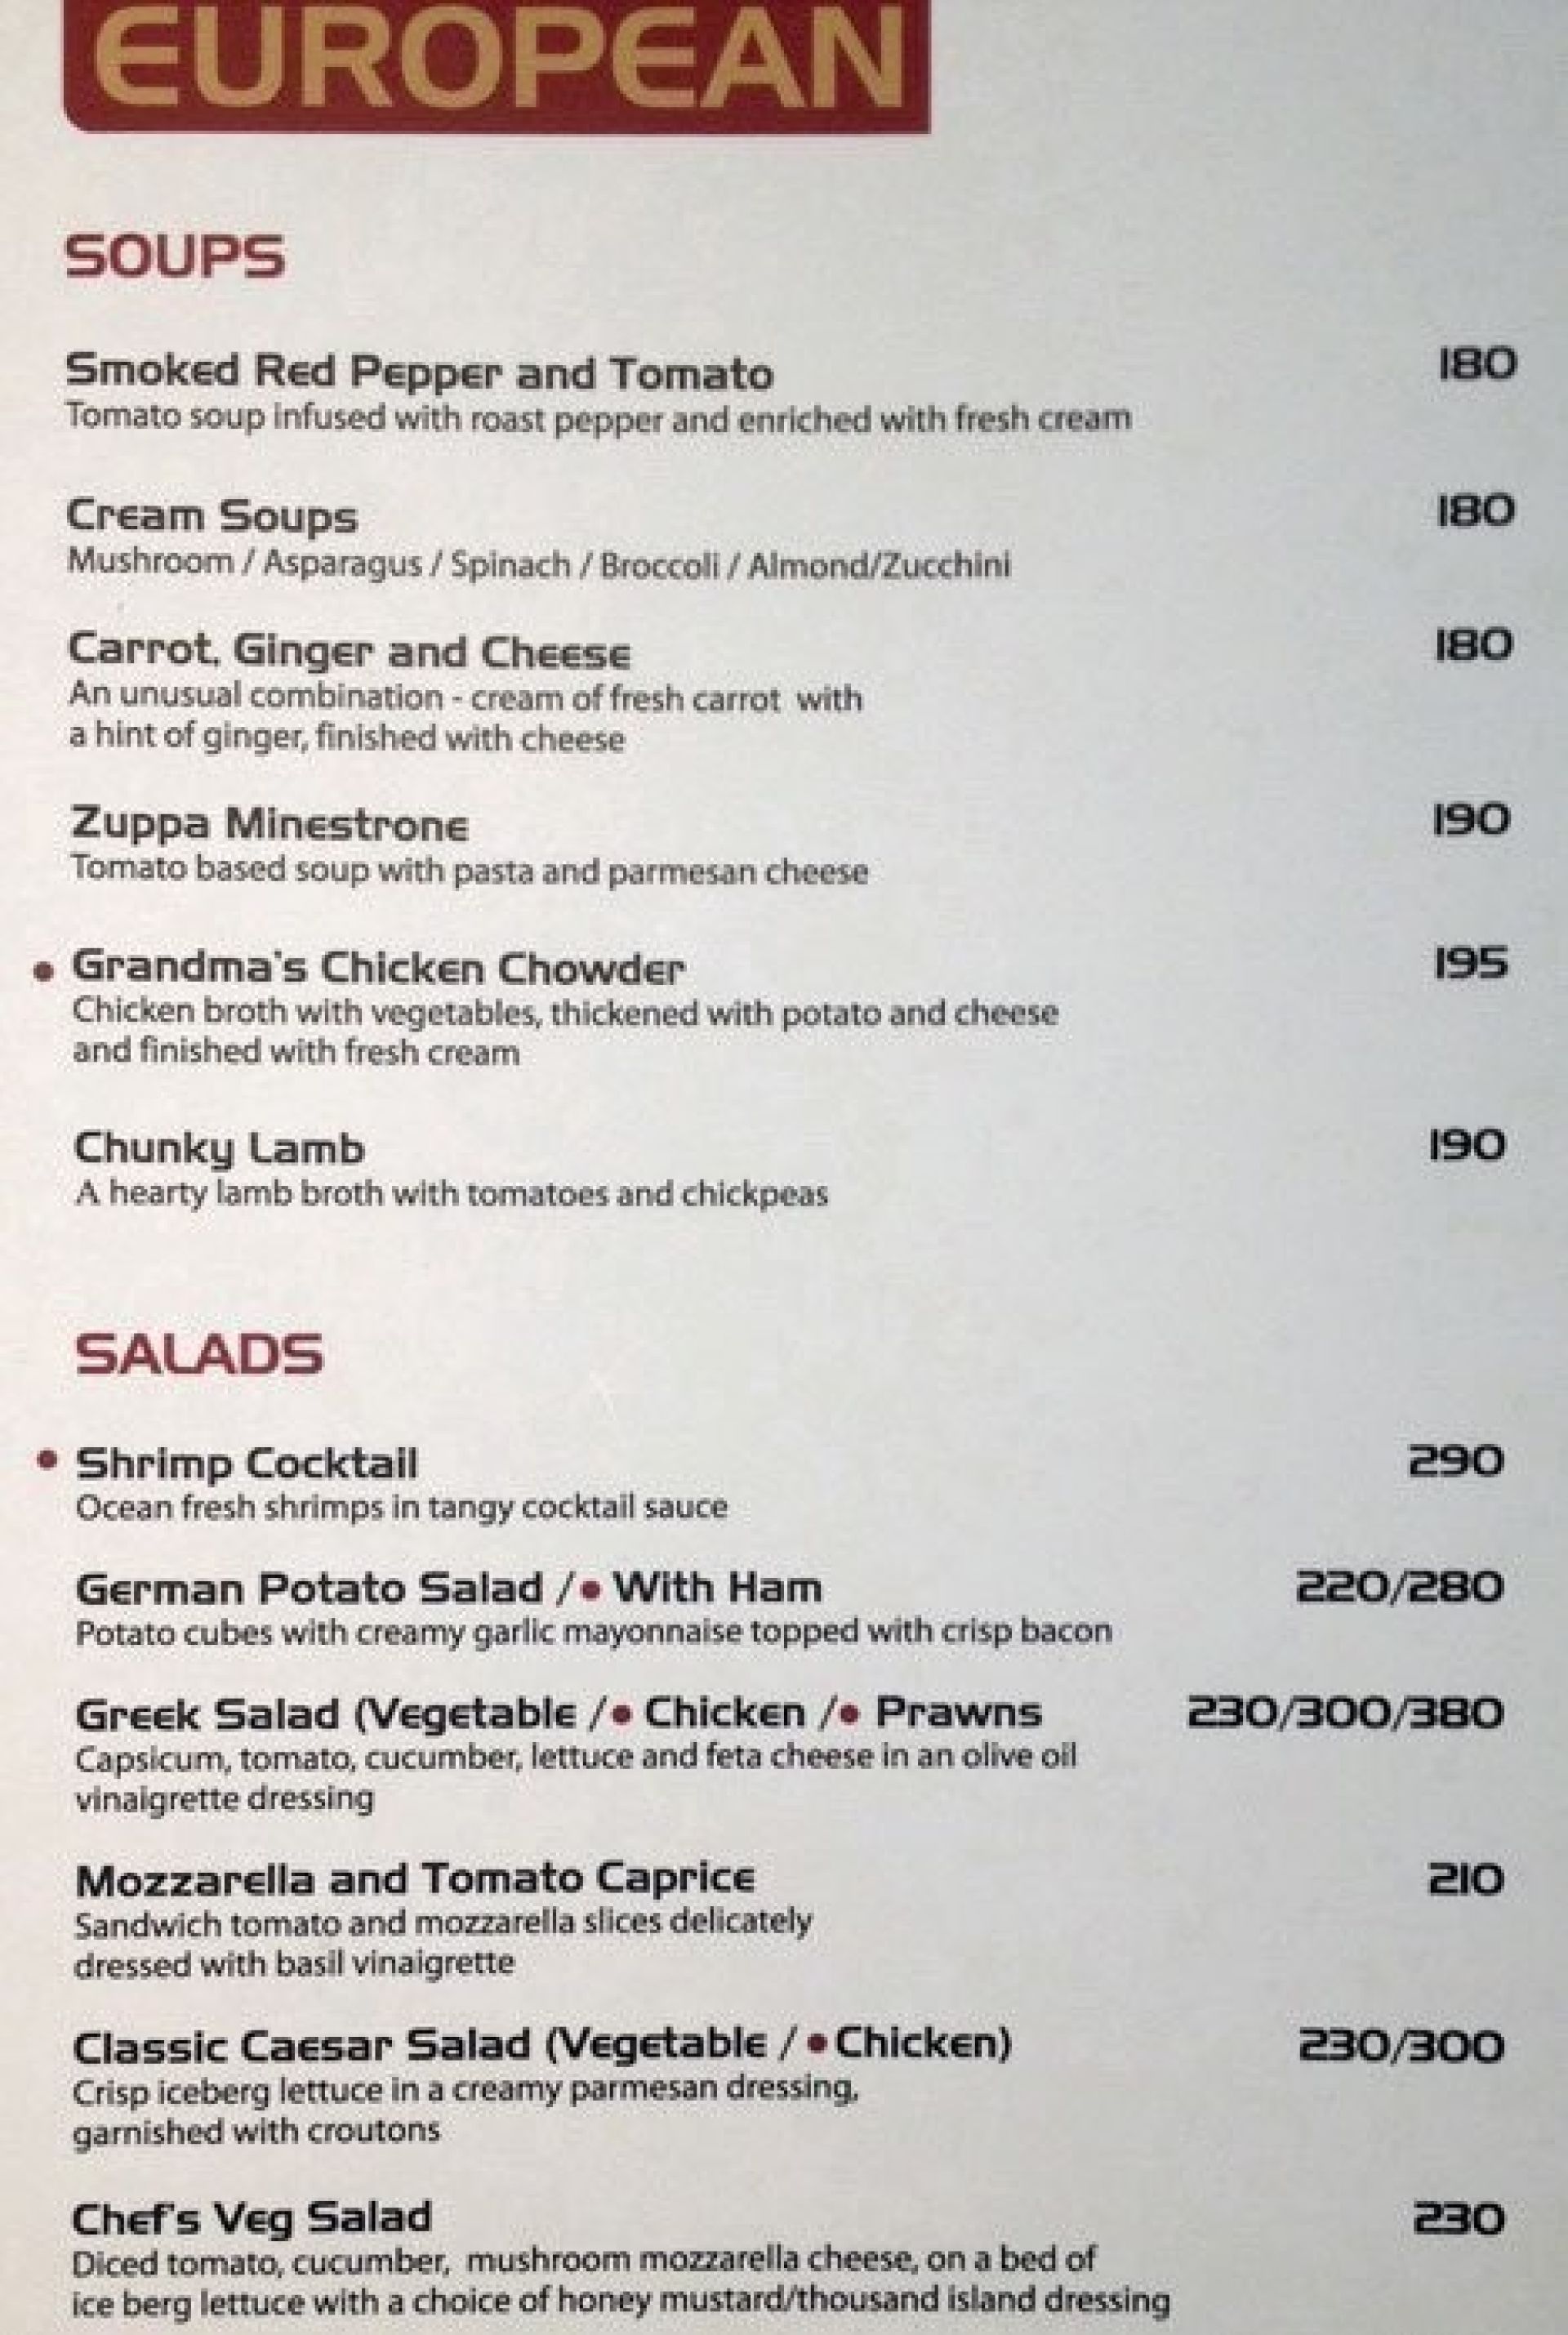 EUROPEAN
SOUPS
Smoked Red Pepper and Tomato 180
Tomato soup infused with roast pepper and enriched with fresh cream
Cream Soups 180
Mushroom / Asparagus / Spinach / Broccoli / Almond/Zucchini
Carrot, Ginger and Cheese 180
An unusual combination - cream of fresh carrot with
a hint of ginger, finished with cheese
Zuppa Minestrone 190
Tomato based soup with pasta and parmesan cheese
• Grandma's Chicken Chowder 195
Chicken broth with vegetables, thickened with potato and cheese
and finished with fresh cream
Chunky Lamb 190
A hearty lamb broth with tomatoes and chickpeas
SALADS
• Shrimp Cocktail 290
Ocean fresh shrimps in tangy cocktail sauce
German Potato Salad /• With Ham 220/280
Potato cubes with creamy garlic mayonnaise topped with crisp bacon
Greek Salad (Vegetable /• Chicken /• Prawns 230/300/380
Capsicum, tomato, cucumber, lettuce and feta cheese in an olive oil
vinaigrette dressing
Mozzarella and Tomato Caprice 210
Sandwich tomato and mozzarella slices delicately
dressed with basil vinaigrette
Classic Caesar Salad (Vegetable / •Chicken) 230/300
Crisp iceberg lettuce in a creamy parmesan dressing,
garnished with croutons
Chef's Veg Salad 230
Diced tomato, cucumber, mushroom mozzarella cheese, on a bed of
ice berg lettuce with a choice of honey mustard/thousand island dressing